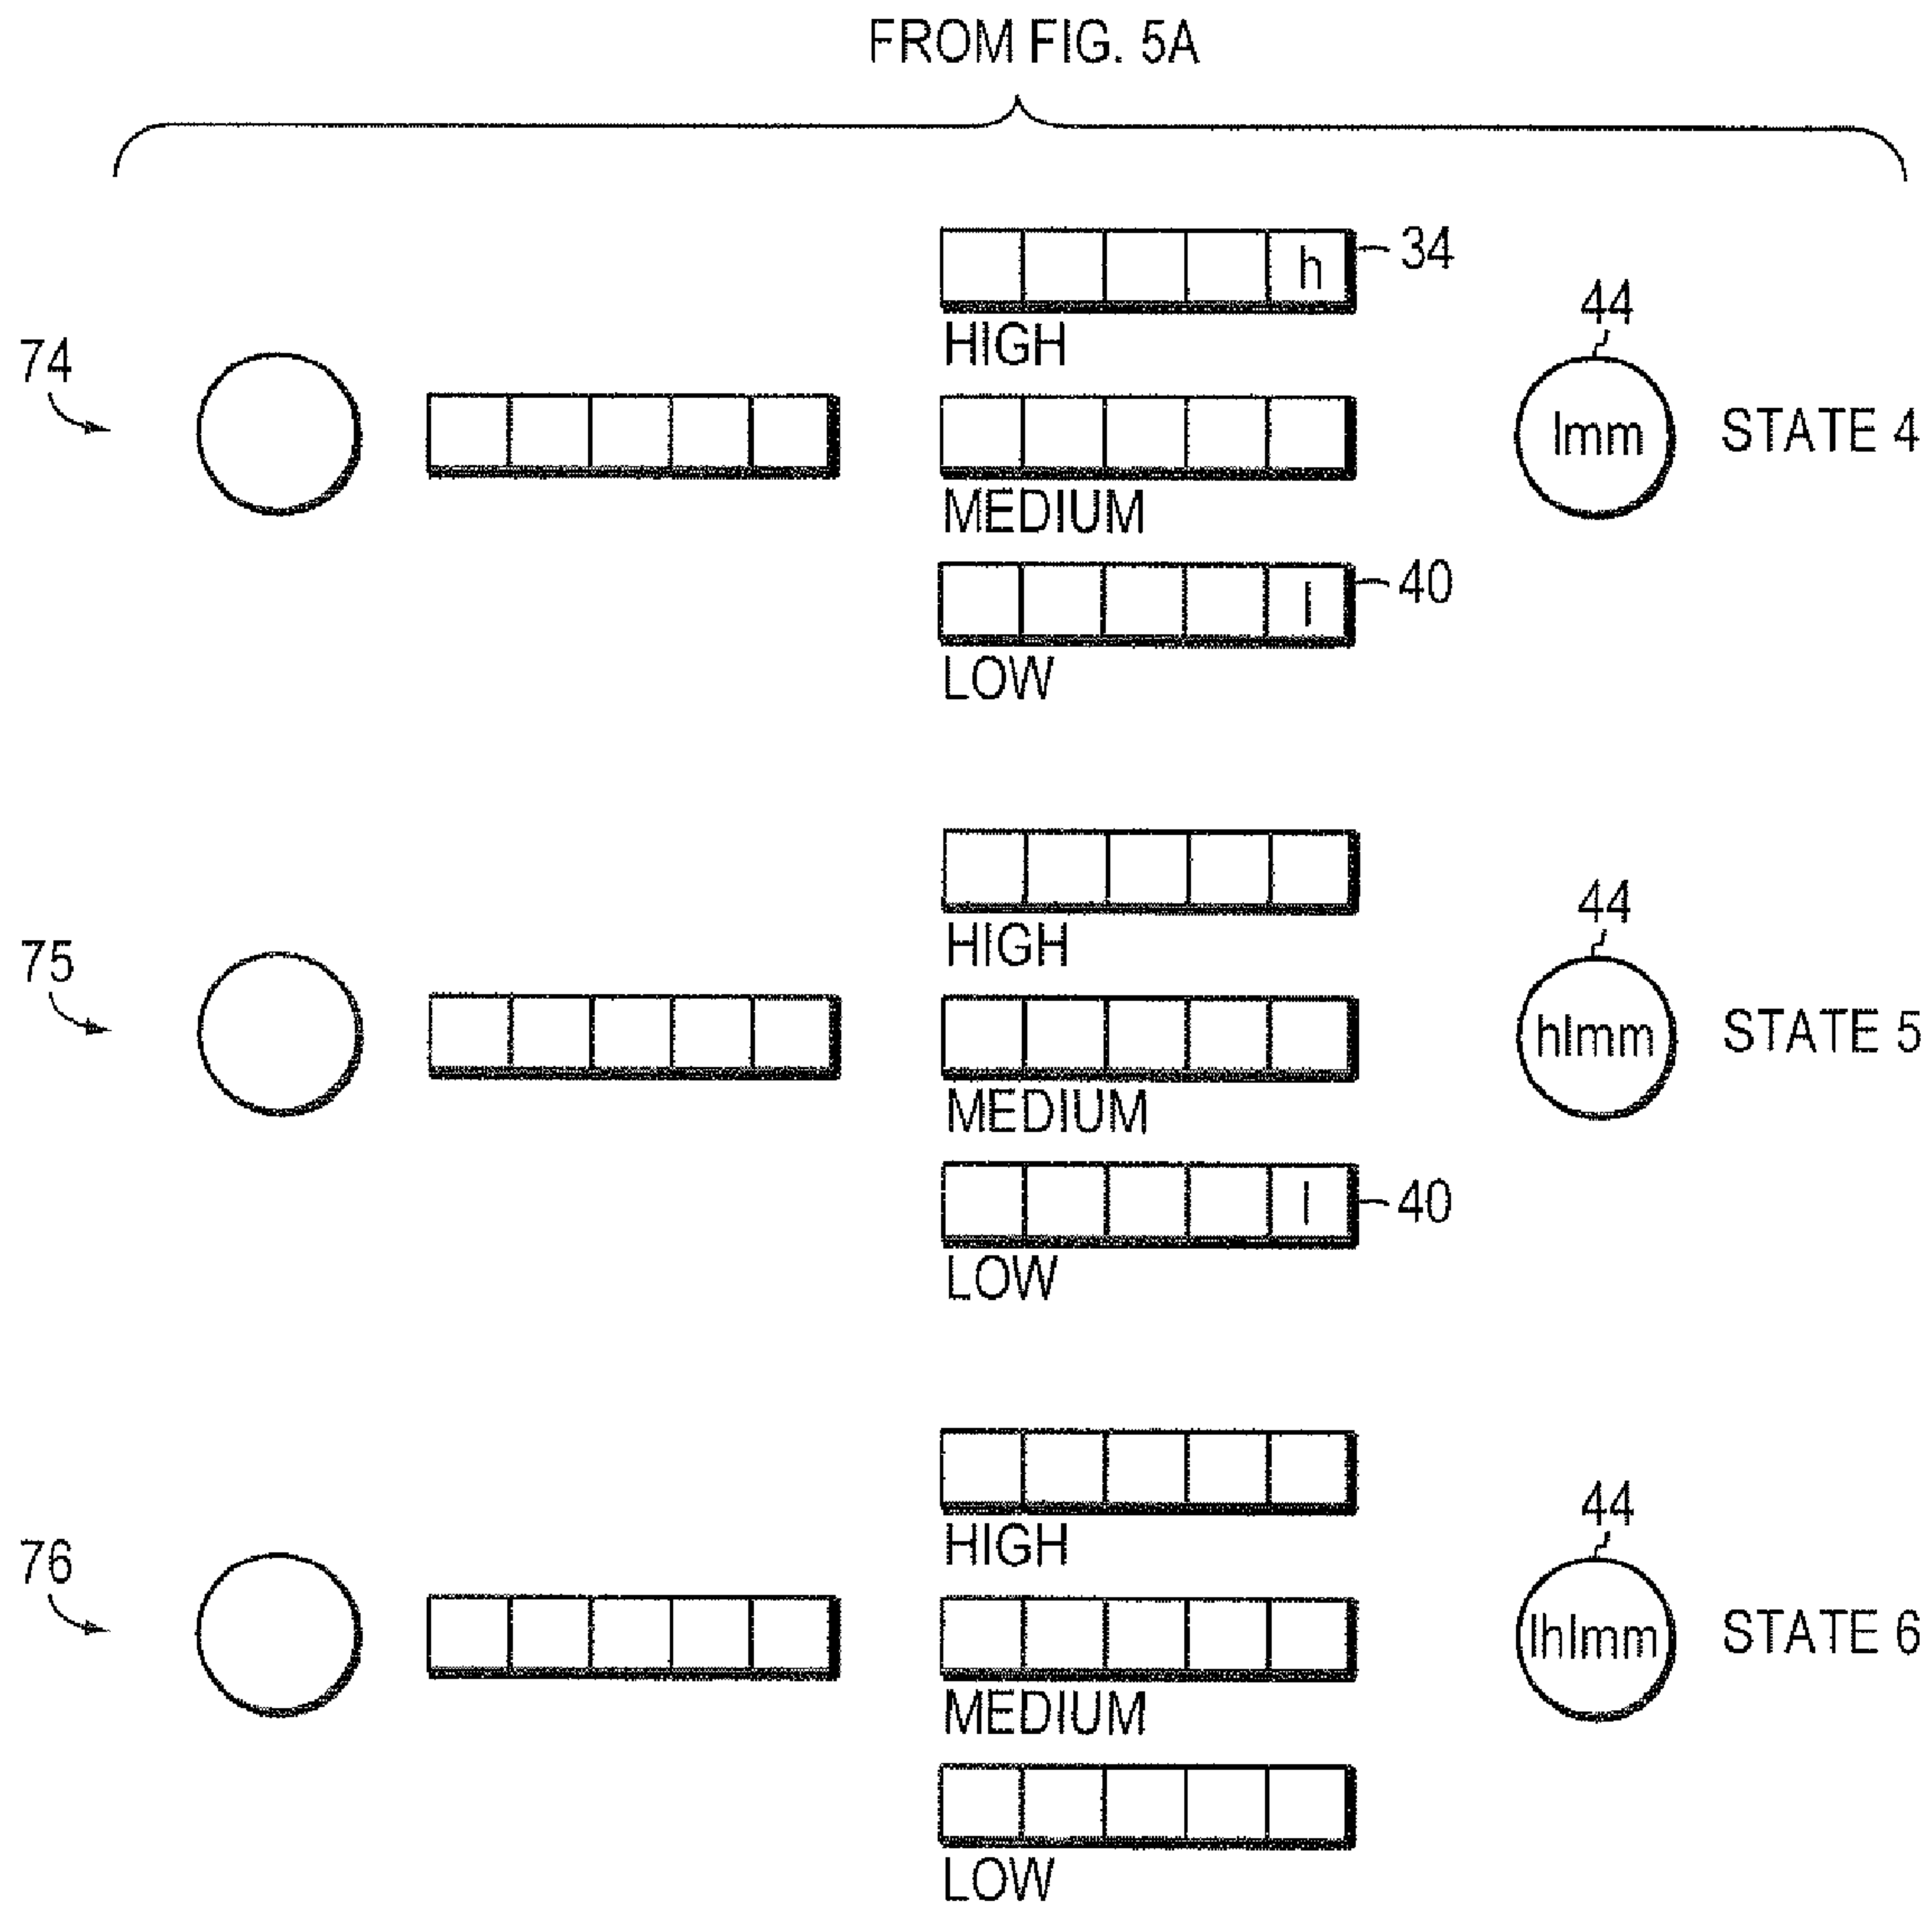 FROM FIG. 5A
h 34
HIGH
74
44
lmm STATE 4
MEDIUM
l 40
LOW
HIGH
75
44
hlmm STATE 5
MEDIUM
l 40
LOW
HIGH
76
44
lhlmm STATE 6
MEDIUM
LOW